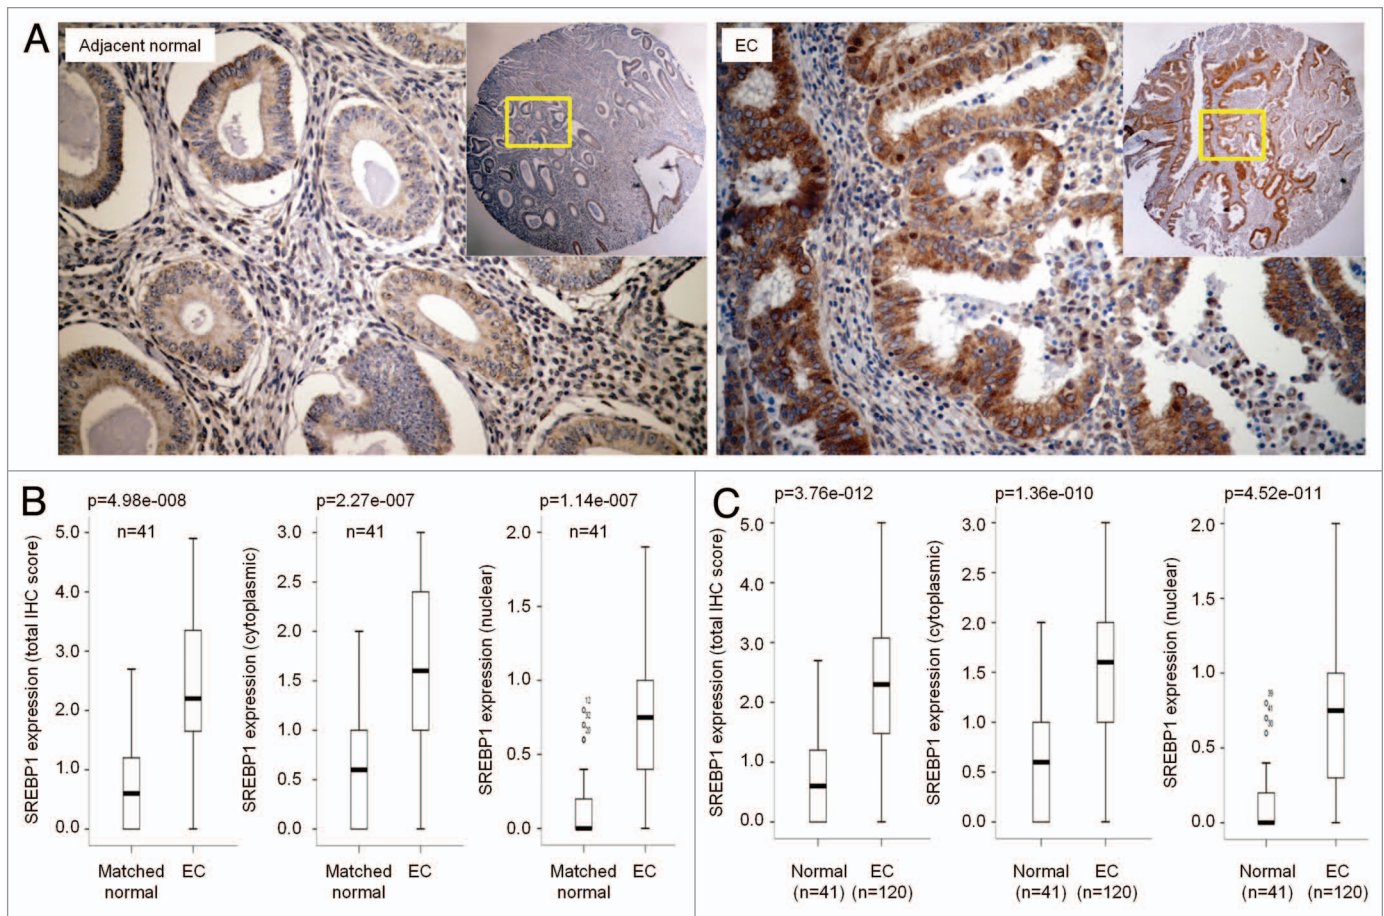 A
Adjacent normal
EC
B
p=4.98e-008
n=41
SREBP1 expression (total IHC score)
5.0
4.0
3.0
2.0
1.0
0.0
Matched
normal
EC
p=2.27e-007
n=41
SREBP1 expression (cytoplasmic)
3.0
2.5
2.0
1.5
1.0
0.5
0.0
Matched
normal
EC
p=1.14e-007
n=41
SREBP1 expression (nuclear)
2.0
1.5
1.0
0.5
0.0
Matched
normal
EC
C
p=3.76e-012
SREBP1 expression (total IHC score)
5.0
4.0
3.0
2.0
1.0
0.0
Normal
(n=41)
EC
(n=120)
p=1.36e-010
SREBP1 expression (cytoplasmic)
3.0
2.5
2.0
1.5
1.0
0.5
0.0
Normal
(n=41)
EC
(n=120)
p=4.52e-011
SREBP1 expression (nuclear)
2.0
1.5
1.0
0.5
0.0
Normal
(n=41)
EC
(n=120)